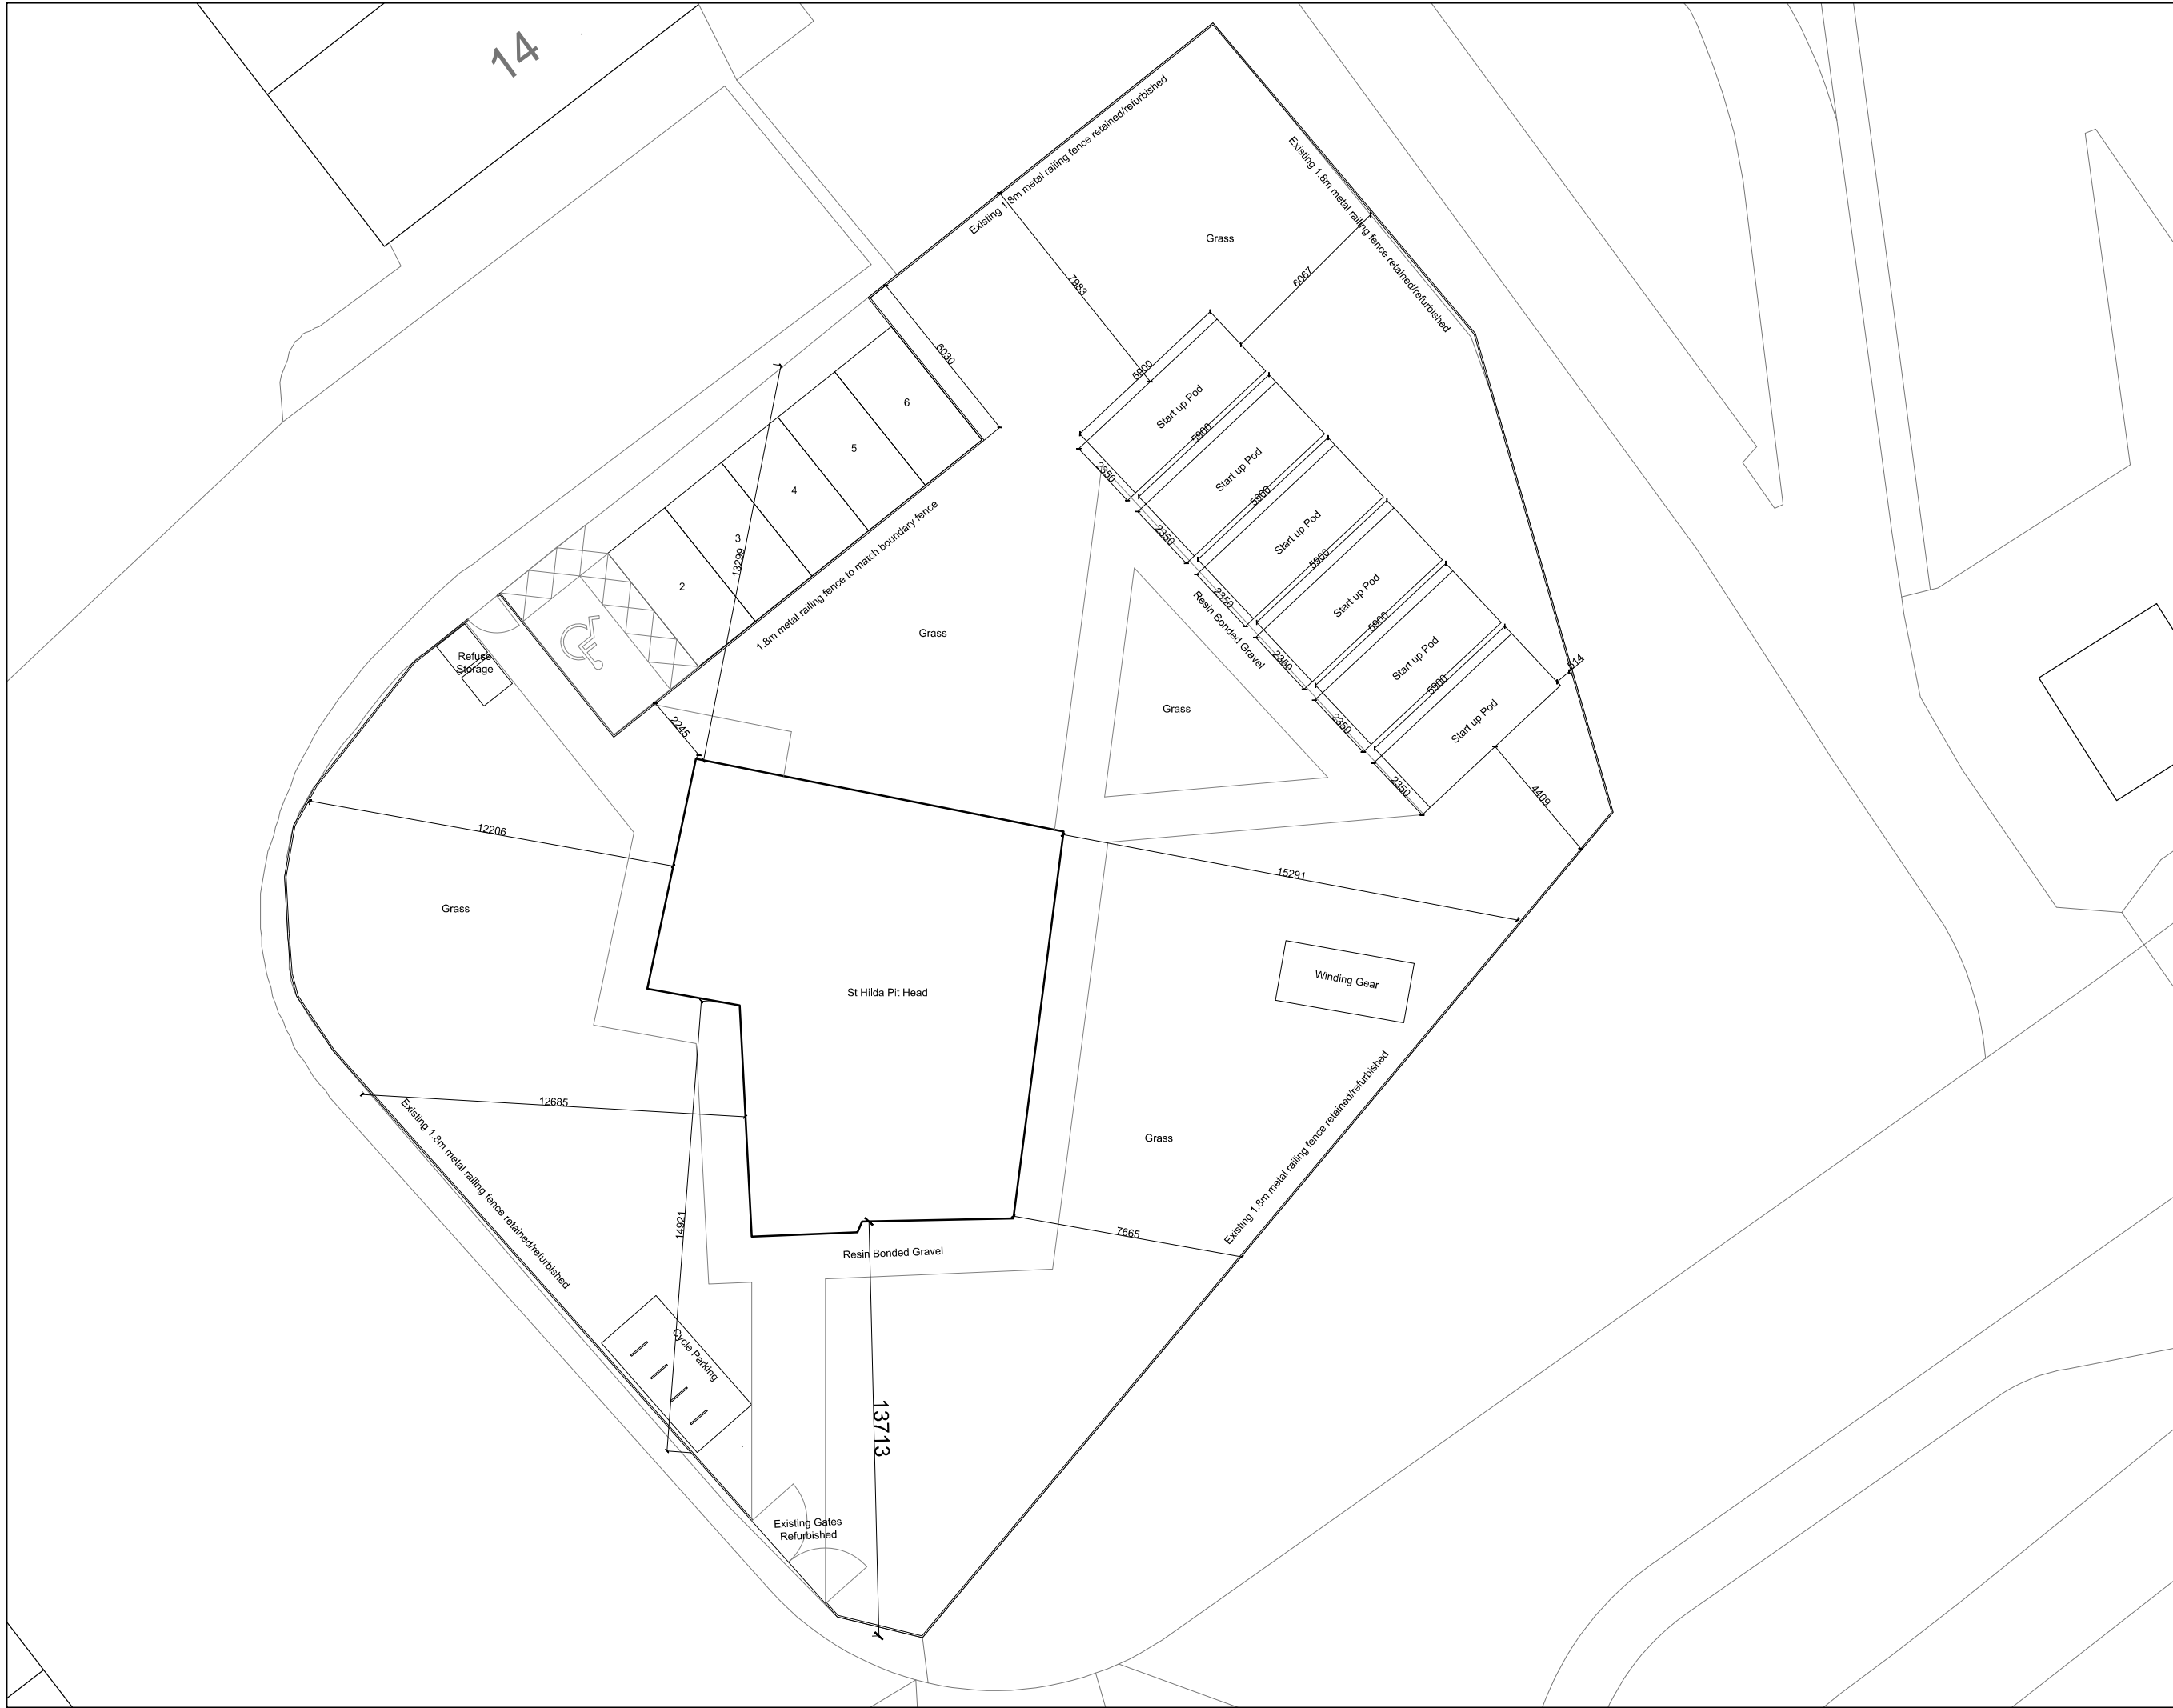 14
Existing 1.8m metal railing fence retained/refurbished
Existing 1.8m metal railing fence retained/refurbished
Grass
7983
6067
6030
5900
Start up Pod
6
5
4
3
2
13299
1.8m metal railing fence to match boundary fence
2350
5900
Start up Pod
2350
5900
Start up Pod
2350
5900
Start up Pod
2350
5900
Start up Pod
2350
5900
Start up Pod
2350
514
Resin Bonded Gravel
Grass
Grass
Refuse
Storage
2245
4409
12206
15291
Grass
St Hilda Pit Head
Winding Gear
12685
Existing 1.8m metal railing fence retained/refurbished
Grass
Existing 1.8m metal railing fence retained/refurbished
14921
7665
Resin Bonded Gravel
Cycle Parking
13713
Existing Gates
Refurbished